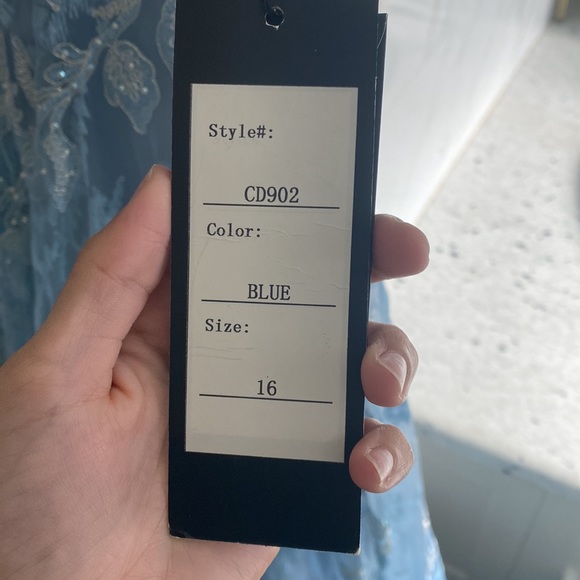 Style#:
CD902
Color:
BLUE
Size:
16